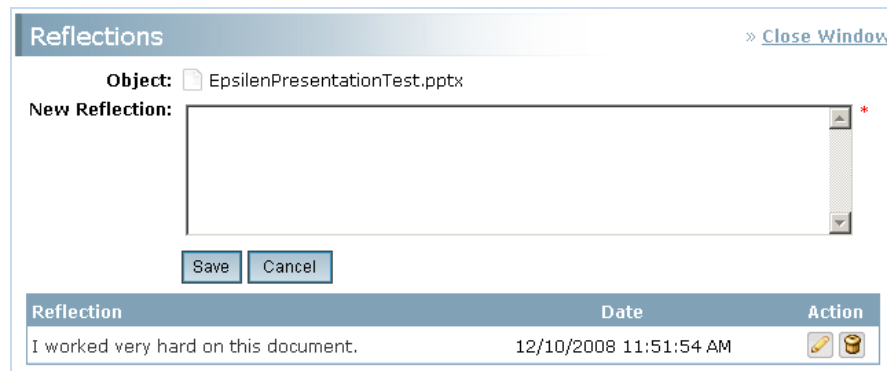 Reflections » Close Window
Object: EpsilenPresentationTest.pptx
New Reflection: *
Save Cancel
Reflection Date Action
I worked very hard on this document. 12/10/2008 11:51:54 AM